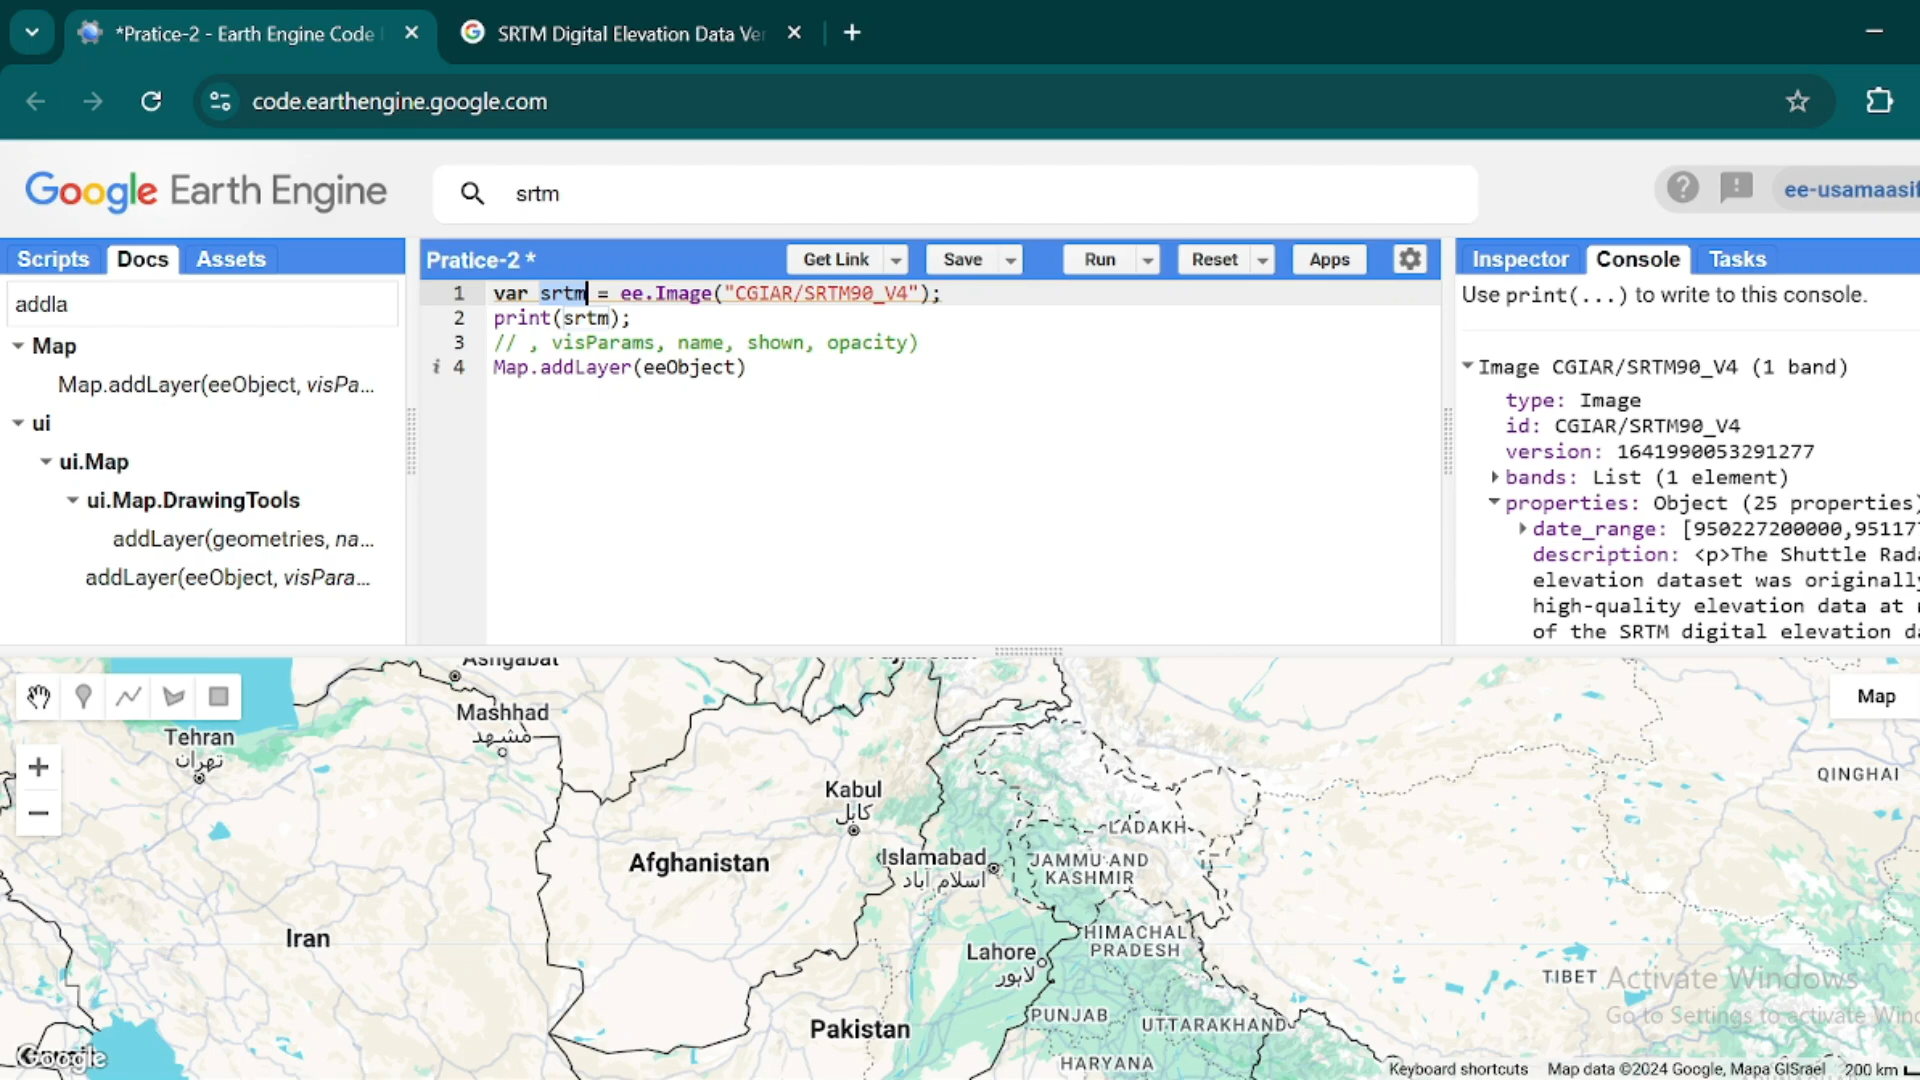 *Pratice-2 - Earth Engine Code
SRTM Digital Elevation Data Ver
code.earthengine.google.com
Google Earth Engine
srtm
ee-usamaasif
Scripts
Docs
Assets
Pratice-2 *
Get Link
Save
Run
Reset
Apps
Inspector
Console
Tasks
addla
Map
Map.addLayer(eeObject, visPa...
ui
ui.Map
ui.Map.DrawingTools
addLayer(geometries, na...
addLayer(eeObject, visPara...
1 var srtm = ee.Image("CGIAR/SRTM90_V4");
2 print(srtm);
3 // , visParams, name, shown, opacity)
i 4 Map.addLayer(eeObject)
Use print(...) to write to this console.
Image CGIAR/SRTM90_V4 (1 band)
type: Image
id: CGIAR/SRTM90_V4
version: 1641990053291277
bands: List (1 element)
properties: Object (25 properties)
date_range: [950227200000,95117
description: <p>The Shuttle Rada
elevation dataset was originally
high-quality elevation data at
of the SRTM digital elevation da
Ashgabat
Mashhad
مشهد
Tehran
تهران
Map
QINGHAI
Kabul
کابل
LADAKH
Afghanistan
Islamabad
اسلام آباد
JAMMU AND
KASHMIR
Iran
HIMACHAL
PRADESH
Lahore
لاہور
TIBET
Activate Windows
Go to Settings to activate Wind
PUNJAB
UTTARAKHAND
Pakistan
HARYANA
Google
Keyboard shortcuts
Map data ©2024 Google, Mapa GISrael
200 km